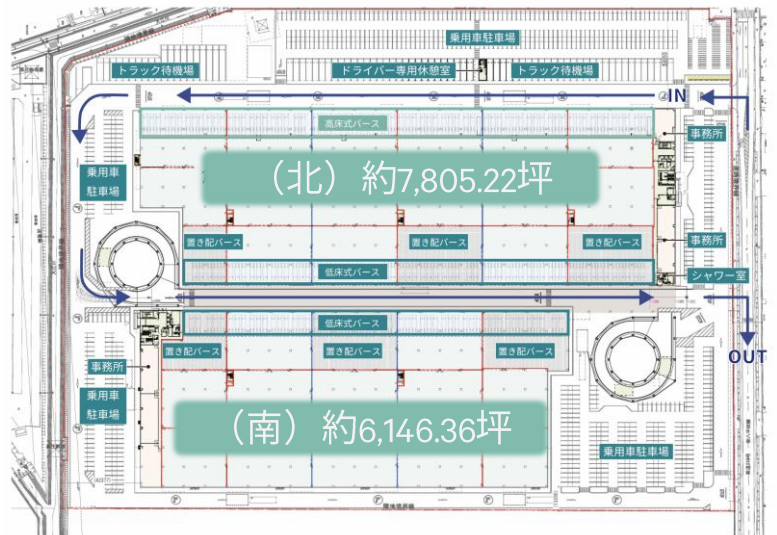 乗用車駐車場
トラック待機場
ドライバー専用休憩室
トラック待機場
IN
高床式バース
事務所
（北）約7,805.22坪
乗用車
駐車場
置き配バース
置き配バース
置き配バース
事務所
低床式バース
シャワー室
低床式バース
置き配バース
置き配バース
置き配バース
OUT
事務所
乗用車
駐車場
（南）約6,146.36坪
乗用車駐車場
隣地境界線